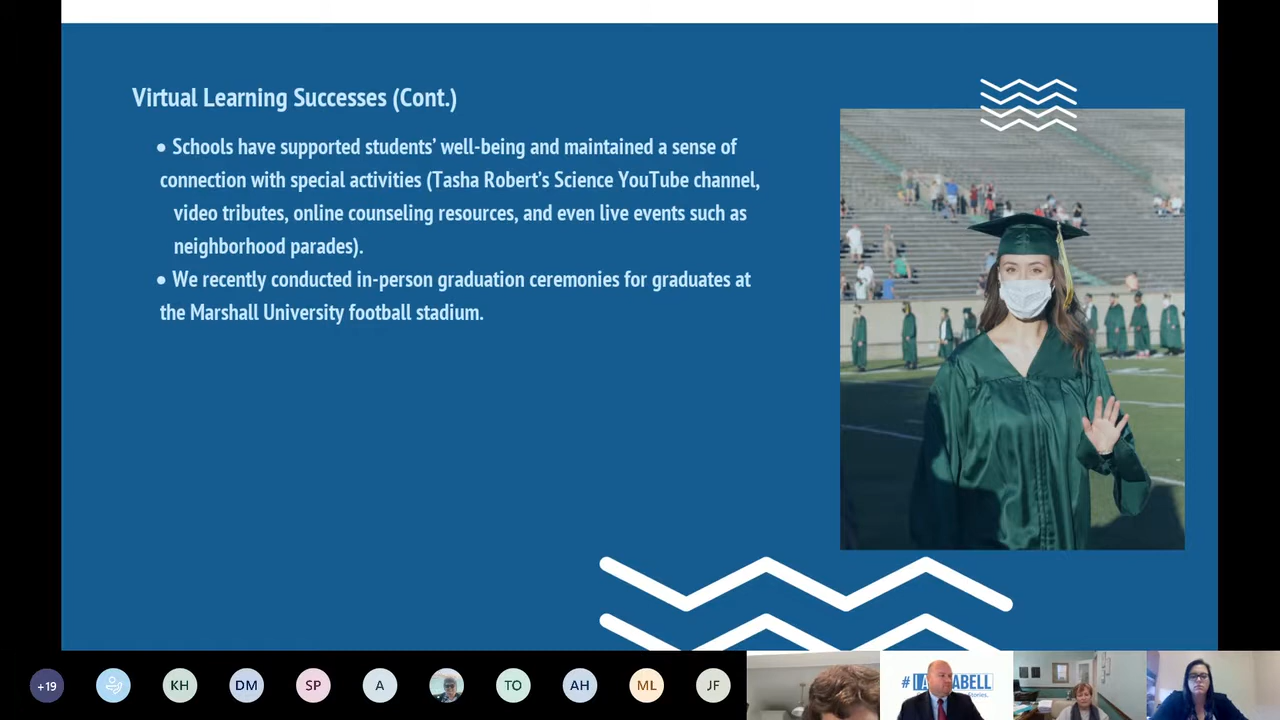 Virtual Learning Successes (Cont.)
● Schools have supported students’ well-being and maintained a sense of
connection with special activities (Tasha Robert’s Science YouTube channel,
video tributes, online counseling resources, and even live events such as
neighborhood parades).
● We recently conducted in-person graduation ceremonies for graduates at
the Marshall University football stadium.
+19
KH
DM
SP
A
TO
AH
ML
JF